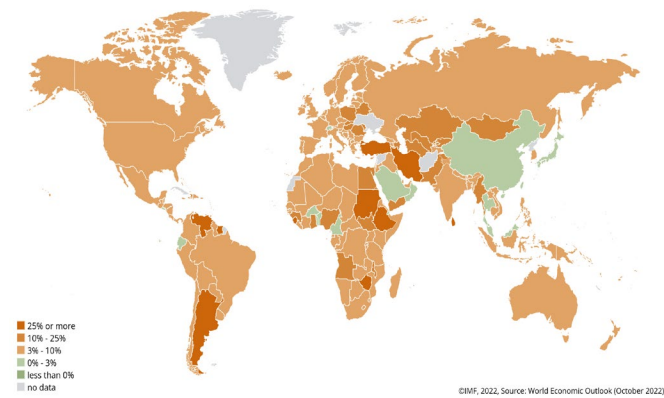 25% or more
10% - 25%
3% - 10%
0% - 3%
less than 0%
no data
©IMF, 2022, Source: World Economic Outlook (October 2022)